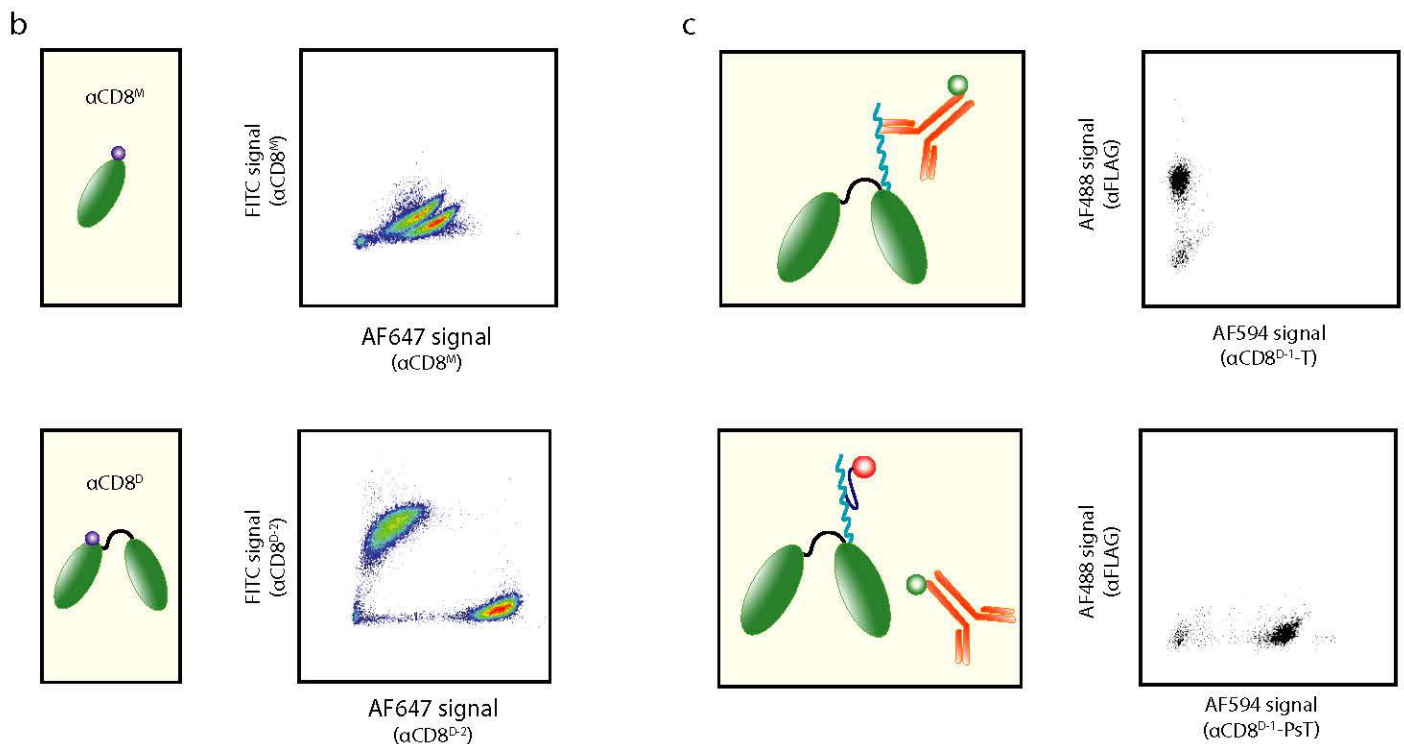 b
αCD8ᴹ
FITC signal
(αCD8ᴹ)
AF647 signal
(αCD8ᴹ)
αCD8ᴰ
FITC signal
(αCD8ᴰ⁻²)
AF647 signal
(αCD8ᴰ⁻²)
c
AF488 signal
(αFLAG)
AF594 signal
(αCD8ᴰ⁻¹-T)
AF488 signal
(αFLAG)
AF594 signal
(αCD8ᴰ⁻¹-PsT)